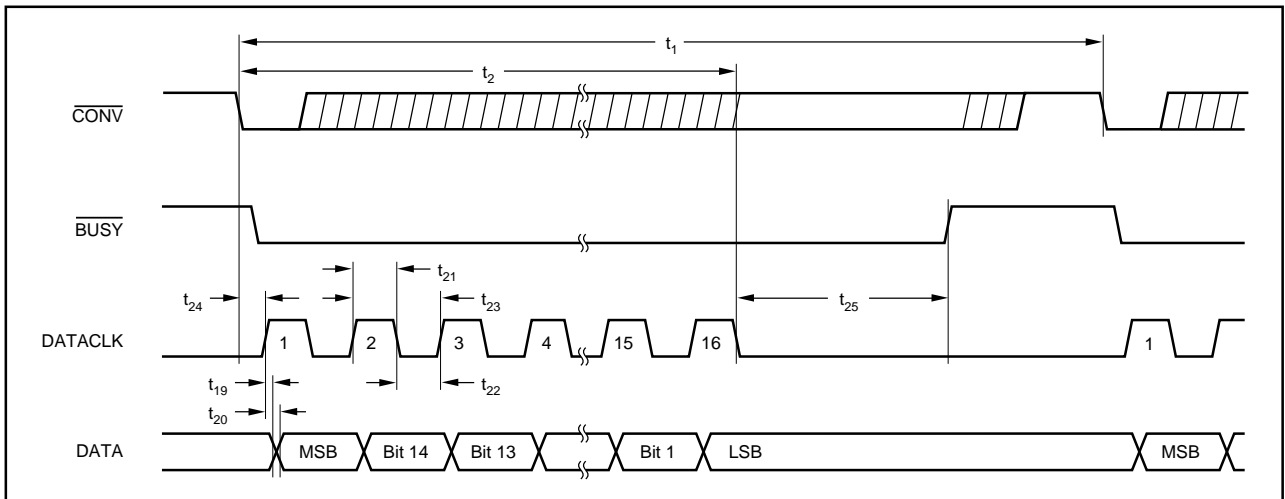 t1
t2
CONV
BUSY
t21
t24
t23
t25
DATACLK
1 2 3 4 15 16 1
t19
t22
t20
DATA
MSB Bit 14 Bit 13 Bit 1 LSB MSB